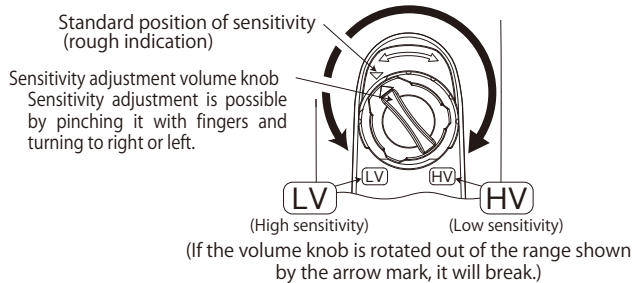 Standard position of sensitivity
(rough indication)
Sensitivity adjustment volume knob
Sensitivity adjustment is possible
by pinching it with fingers and
turning to right or left.
LV
HV
LV
HV
(High sensitivity)
(Low sensitivity)
(If the volume knob is rotated out of the range shown
by the arrow mark, it will break.)